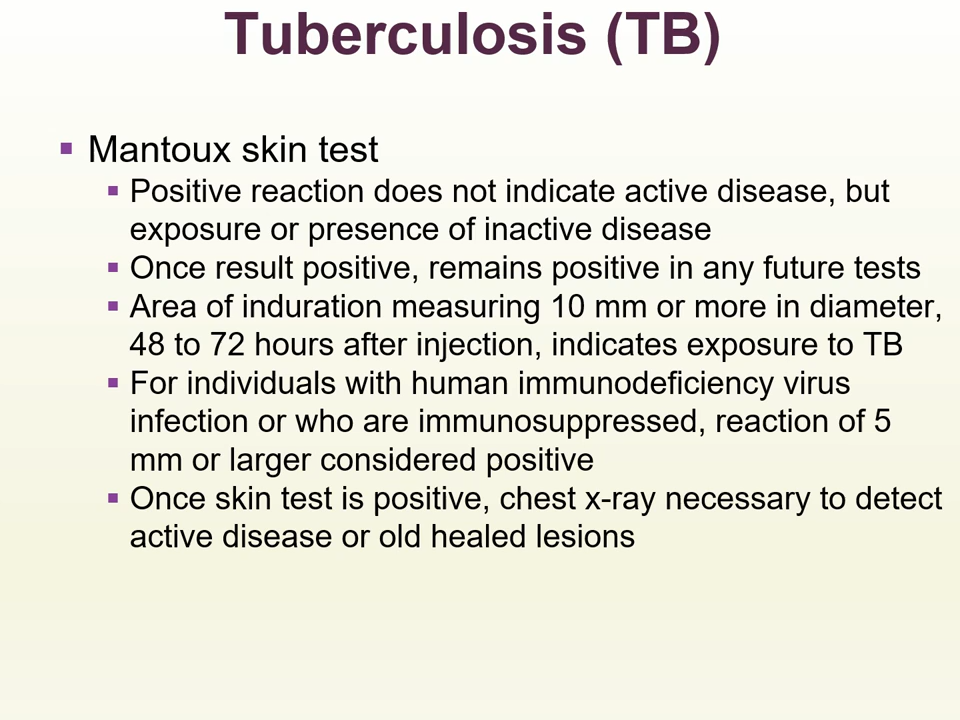 Tuberculosis (TB)
▪ Mantoux skin test
▪ Positive reaction does not indicate active disease, but
exposure or presence of inactive disease
▪ Once result positive, remains positive in any future tests
▪ Area of induration measuring 10 mm or more in diameter,
48 to 72 hours after injection, indicates exposure to TB
▪ For individuals with human immunodeficiency virus
infection or who are immunosuppressed, reaction of 5
mm or larger considered positive
▪ Once skin test is positive, chest x-ray necessary to detect
active disease or old healed lesions